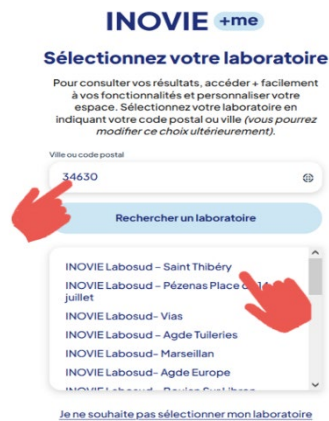 INOVIE +me
Sélectionnez votre laboratoire
Pour consulter vos résultats, accéder + facilement
à vos fonctionnalités et personnaliser votre
espace. Sélectionnez votre laboratoire en
indiquant votre code postal ou ville (vous pourrez
modifier ce choix ultérieurement).
Ville ou code postal
34630
Rechercher un laboratoire
INOVIE Labosud – Saint Thibéry
INOVIE Labosud – Pézenas Place 14
juillet
INOVIE Labosud- Vias
INOVIE Labosud – Agde Tuileries
INOVIE Labosud- Marseillan
INOVIE Labosud- Agde Europe
INOVIE Labosud
Je ne souhaite pas sélectionner mon laboratoire